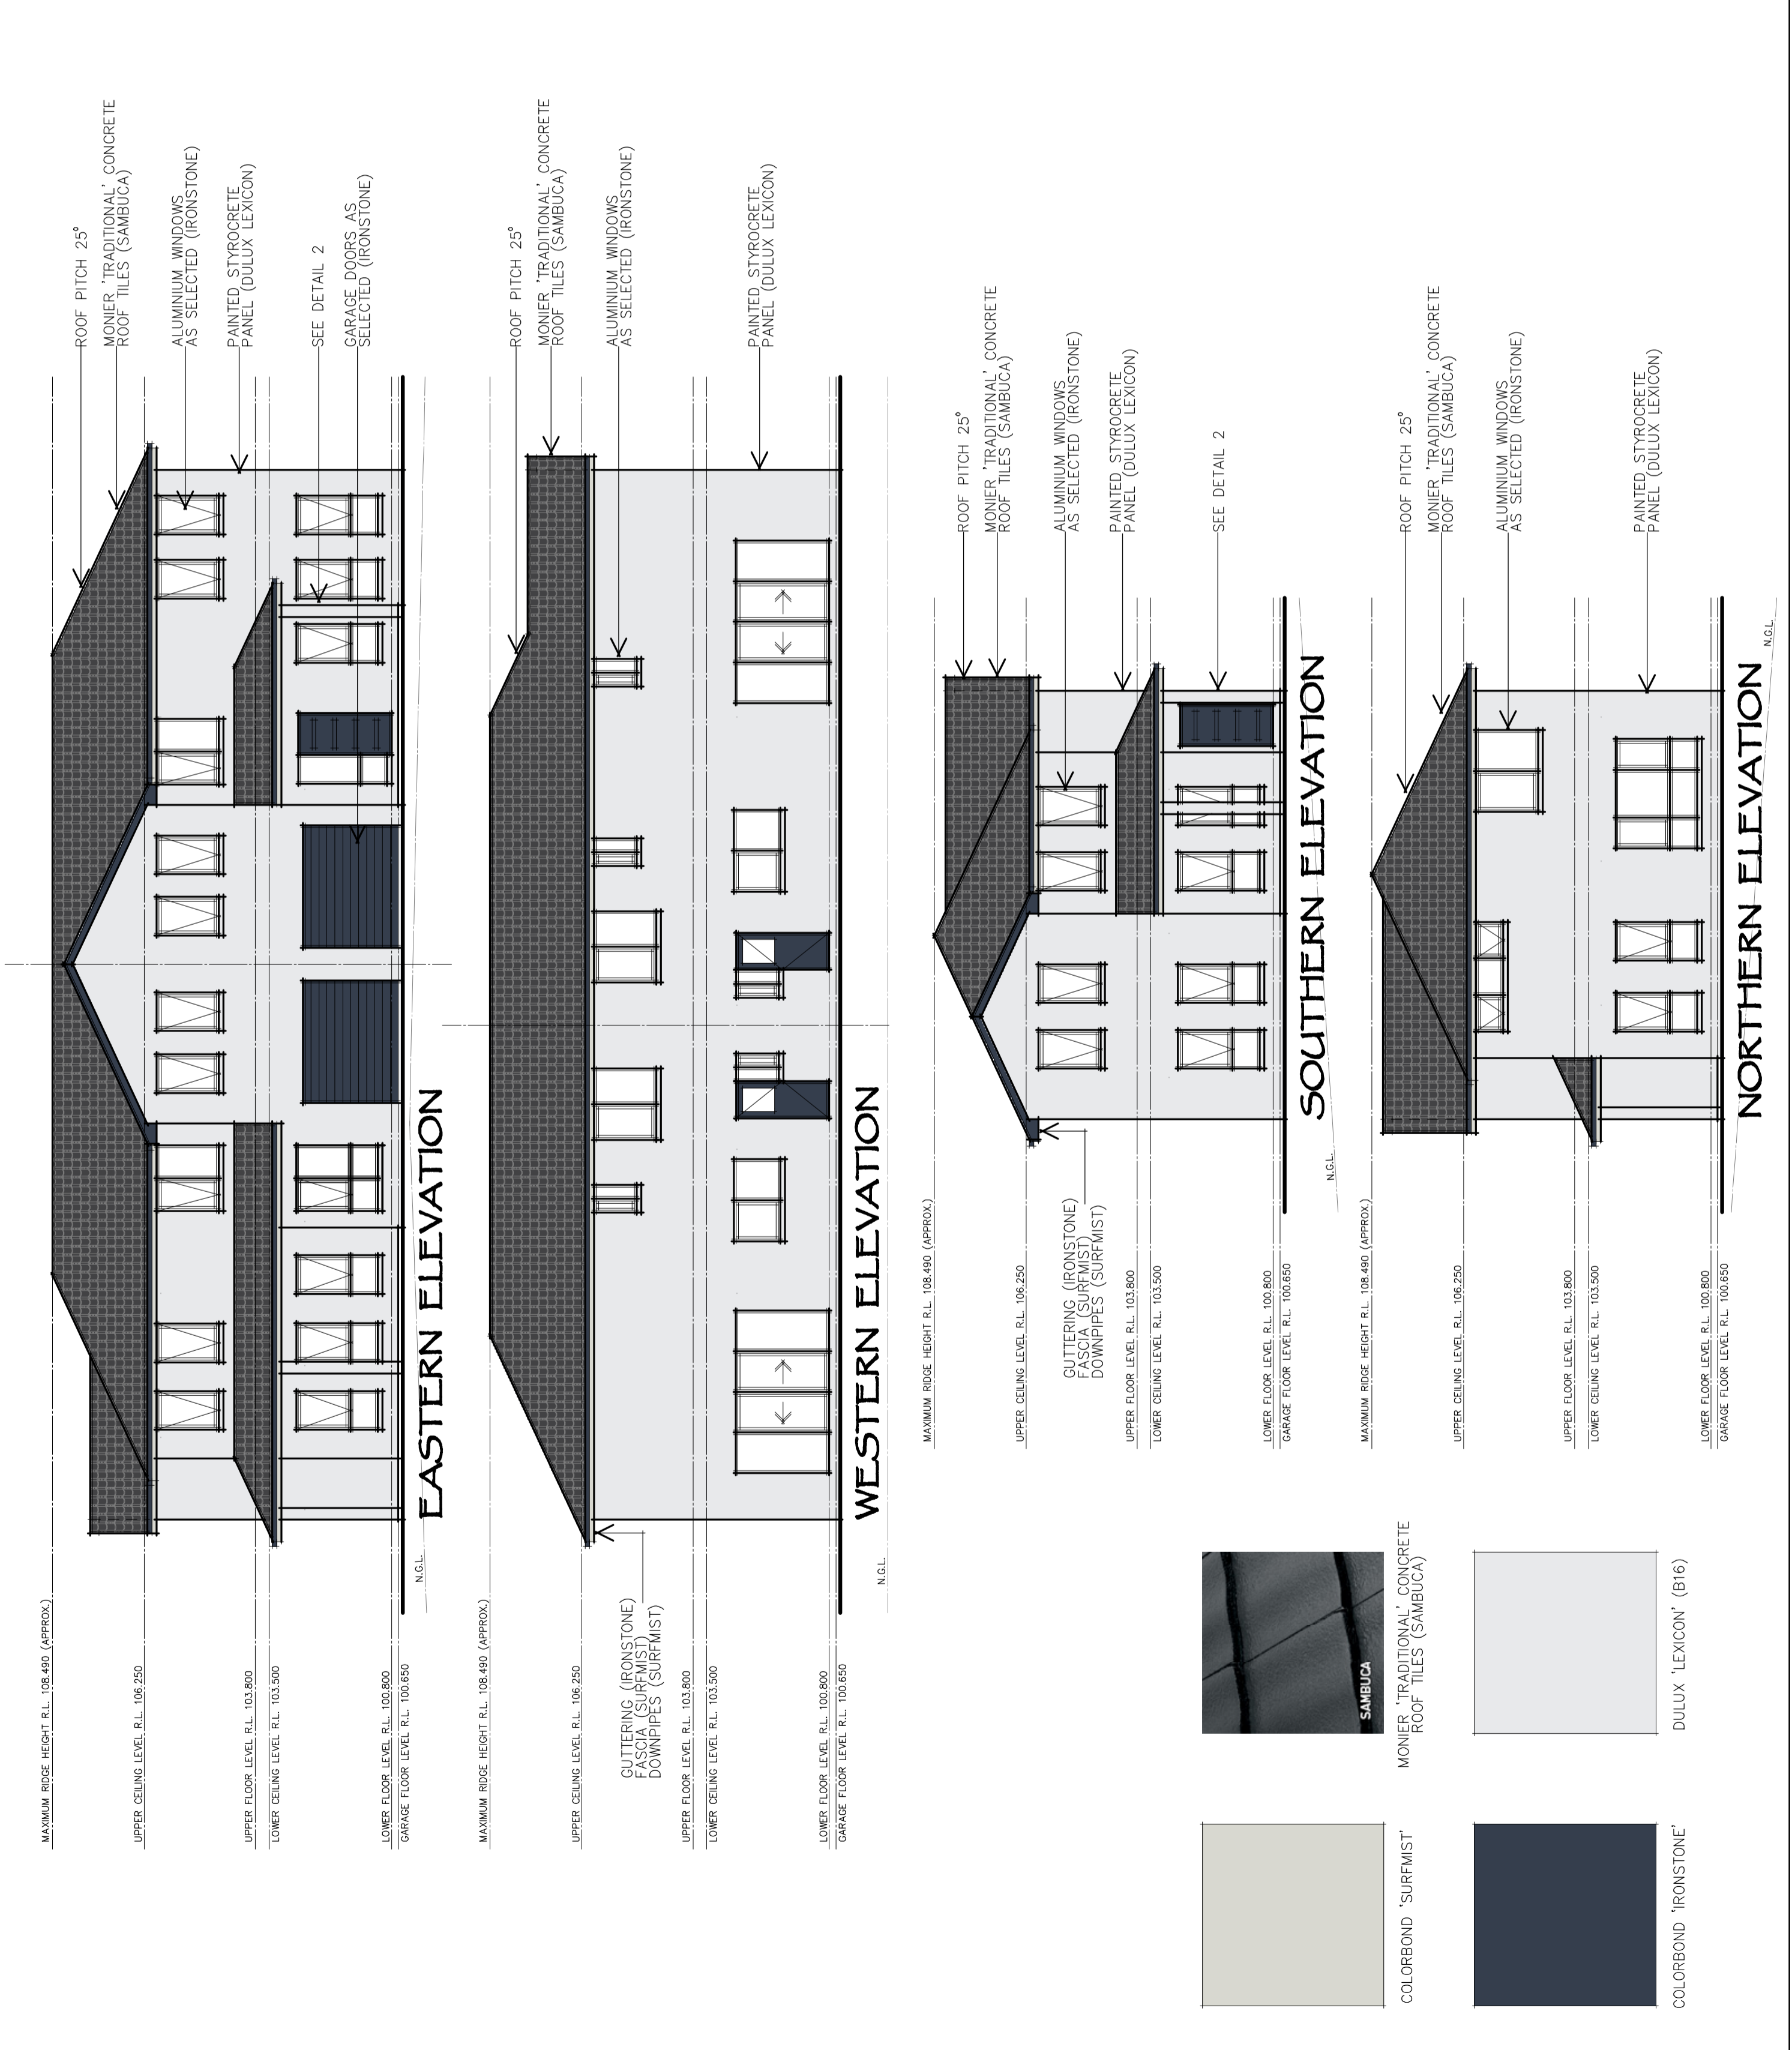 MAXIMUM RIDGE HEIGHT R.L. 108.490 (APPROX.)
UPPER CEILING LEVEL R.L. 106.250
UPPER FLOOR LEVEL R.L. 103.800
LOWER CEILING LEVEL R.L. 103.500
LOWER FLOOR LEVEL R.L. 100.800
GARAGE FLOOR LEVEL R.L. 100.650
N.G.L.
ROOF PITCH 25°
MONIER 'TRADITIONAL' CONCRETE
ROOF TILES (SAMBUCA)
ALUMINIUM WINDOWS
AS SELECTED (IRONSTONE)
PAINTED STYROCRETE
PANEL (DULUX LEXICON)
SEE DETAIL 2
GARAGE DOORS AS
SELECTED (IRONSTONE)
EASTERN ELEVATION
MAXIMUM RIDGE HEIGHT R.L. 108.490 (APPROX.)
UPPER CEILING LEVEL R.L. 106.250
GUTTERING (IRONSTONE)
FASCIA (SURFMIST)
DOWNPIPES (SURFMIST)
UPPER FLOOR LEVEL R.L. 103.800
LOWER CEILING LEVEL R.L. 103.500
LOWER FLOOR LEVEL R.L. 100.800
GARAGE FLOOR LEVEL R.L. 100.650
N.G.L.
ROOF PITCH 25°
MONIER 'TRADITIONAL' CONCRETE
ROOF TILES (SAMBUCA)
ALUMINIUM WINDOWS
AS SELECTED (IRONSTONE)
PAINTED STYROCRETE
PANEL (DULUX LEXICON)
WESTERN ELEVATION
MAXIMUM RIDGE HEIGHT R.L. 108.490 (APPROX.)
UPPER CEILING LEVEL R.L. 106.250
GUTTERING (IRONSTONE)
FASCIA (SURFMIST)
DOWNPIPES (SURFMIST)
UPPER FLOOR LEVEL R.L. 103.800
LOWER CEILING LEVEL R.L. 103.500
LOWER FLOOR LEVEL R.L. 100.800
GARAGE FLOOR LEVEL R.L. 100.650
N.G.L.
ROOF PITCH 25°
MONIER 'TRADITIONAL' CONCRETE
ROOF TILES (SAMBUCA)
ALUMINIUM WINDOWS
AS SELECTED (IRONSTONE)
PAINTED STYROCRETE
PANEL (DULUX LEXICON)
SEE DETAIL 2
SOUTHERN ELEVATION
MAXIMUM RIDGE HEIGHT R.L. 108.490 (APPROX.)
UPPER CEILING LEVEL R.L. 106.250
UPPER FLOOR LEVEL R.L. 103.800
LOWER CEILING LEVEL R.L. 103.500
LOWER FLOOR LEVEL R.L. 100.800
GARAGE FLOOR LEVEL R.L. 100.650
ROOF PITCH 25°
MONIER 'TRADITIONAL' CONCRETE
ROOF TILES (SAMBUCA)
ALUMINIUM WINDOWS
AS SELECTED (IRONSTONE)
PAINTED STYROCRETE
PANEL (DULUX LEXICON)
N.G.L.
NORTHERN ELEVATION
COLORBOND 'SURFMIST'
SAMBUCA
MONIER 'TRADITIONAL' CONCRETE
ROOF TILES (SAMBUCA)
COLORBOND 'IRONSTONE'
DULUX 'LEXICON' (B16)